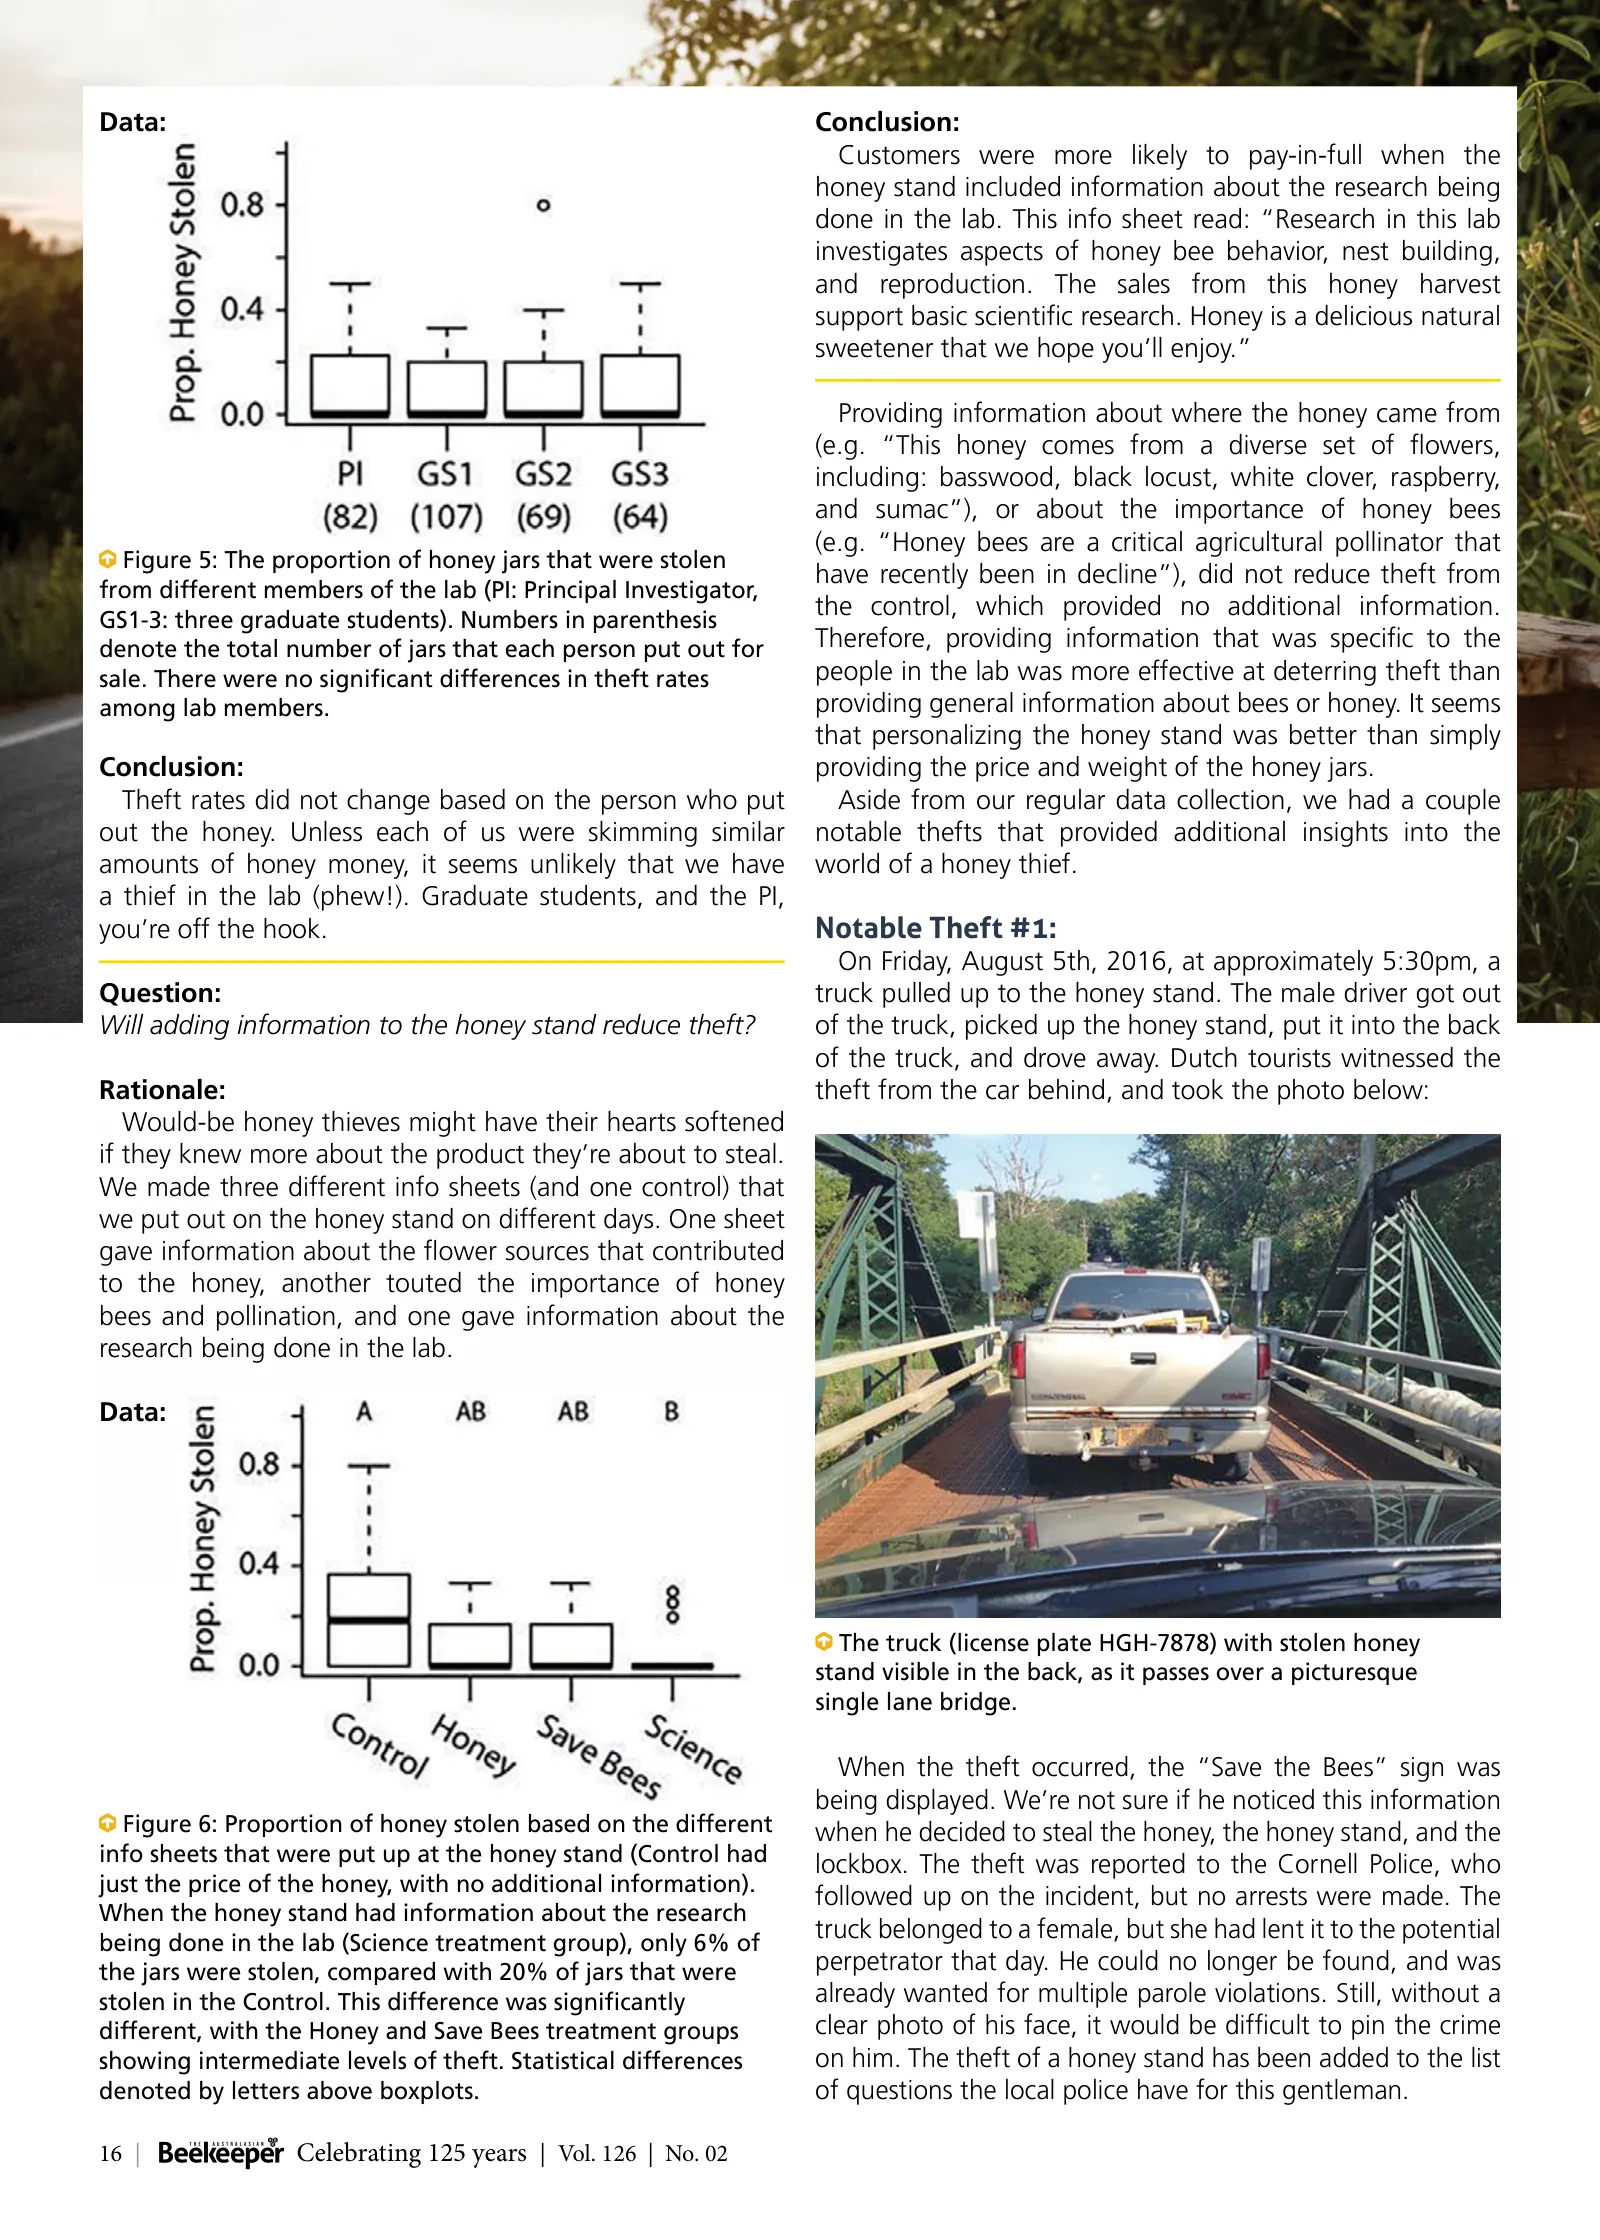 Data:
Prop. Honey Stolen
0.8
0.4
0.0
PI GS1 GS2 GS3
(82) (107) (69) (64)
Figure 5: The proportion of honey jars that were stolen
from different members of the lab (PI: Principal Investigator,
GS1-3: three graduate students). Numbers in parenthesis
denote the total number of jars that each person put out for
sale. There were no significant differences in theft rates
among lab members.
Conclusion:
Theft rates did not change based on the person who put
out the honey. Unless each of us were skimming similar
amounts of honey money, it seems unlikely that we have
a thief in the lab (phew!). Graduate students, and the PI,
you're off the hook.
Question:
Will adding information to the honey stand reduce theft?
Rationale:
Would-be honey thieves might have their hearts softened
if they knew more about the product they're about to steal.
We made three different info sheets (and one control) that
we put out on the honey stand on different days. One sheet
gave information about the flower sources that contributed
to the honey, another touted the importance of honey
bees and pollination, and one gave information about the
research being done in the lab.
Data:
Prop. Honey Stolen
A AB AB B
0.8
0.4
0.0
Control Honey Save Bees Science
Figure 6: Proportion of honey stolen based on the different
info sheets that were put up at the honey stand (Control had
just the price of the honey, with no additional information).
When the honey stand had information about the research
being done in the lab (Science treatment group), only 6% of
the jars were stolen, compared with 20% of jars that were
stolen in the Control. This difference was significantly
different, with the Honey and Save Bees treatment groups
showing intermediate levels of theft. Statistical differences
denoted by letters above boxplots.
Conclusion:
Customers were more likely to pay-in-full when the
honey stand included information about the research being
done in the lab. This info sheet read: “Research in this lab
investigates aspects of honey bee behavior, nest building,
and reproduction. The sales from this honey harvest
support basic scientific research. Honey is a delicious natural
sweetener that we hope you'll enjoy.”
Providing information about where the honey came from
(e.g. “This honey comes from a diverse set of flowers,
including: basswood, black locust, white clover, raspberry,
and sumac”), or about the importance of honey bees
(e.g. “Honey bees are a critical agricultural pollinator that
have recently been in decline”), did not reduce theft from
the control, which provided no additional information.
Therefore, providing information that was specific to the
people in the lab was more effective at deterring theft than
providing general information about bees or honey. It seems
that personalizing the honey stand was better than simply
providing the price and weight of the honey jars.
Aside from our regular data collection, we had a couple
notable thefts that provided additional insights into the
world of a honey thief.
Notable Theft #1:
On Friday, August 5th, 2016, at approximately 5:30pm, a
truck pulled up to the honey stand. The male driver got out
of the truck, picked up the honey stand, put it into the back
of the truck, and drove away. Dutch tourists witnessed the
theft from the car behind, and took the photo below:
GMC
The truck (license plate HGH-7878) with stolen honey
stand visible in the back, as it passes over a picturesque
single lane bridge.
When the theft occurred, the “Save the Bees” sign was
being displayed. We're not sure if he noticed this information
when he decided to steal the honey, the honey stand, and the
lockbox. The theft was reported to the Cornell Police, who
followed up on the incident, but no arrests were made. The
truck belonged to a female, but she had lent it to the potential
perpetrator that day. He could no longer be found, and was
already wanted for multiple parole violations. Still, without a
clear photo of his face, it would be difficult to pin the crime
on him. The theft of a honey stand has been added to the list
of questions the local police have for this gentleman.
16 | THE AUSTRALASIAN Beekeeper Celebrating 125 years | Vol. 126 | No. 02